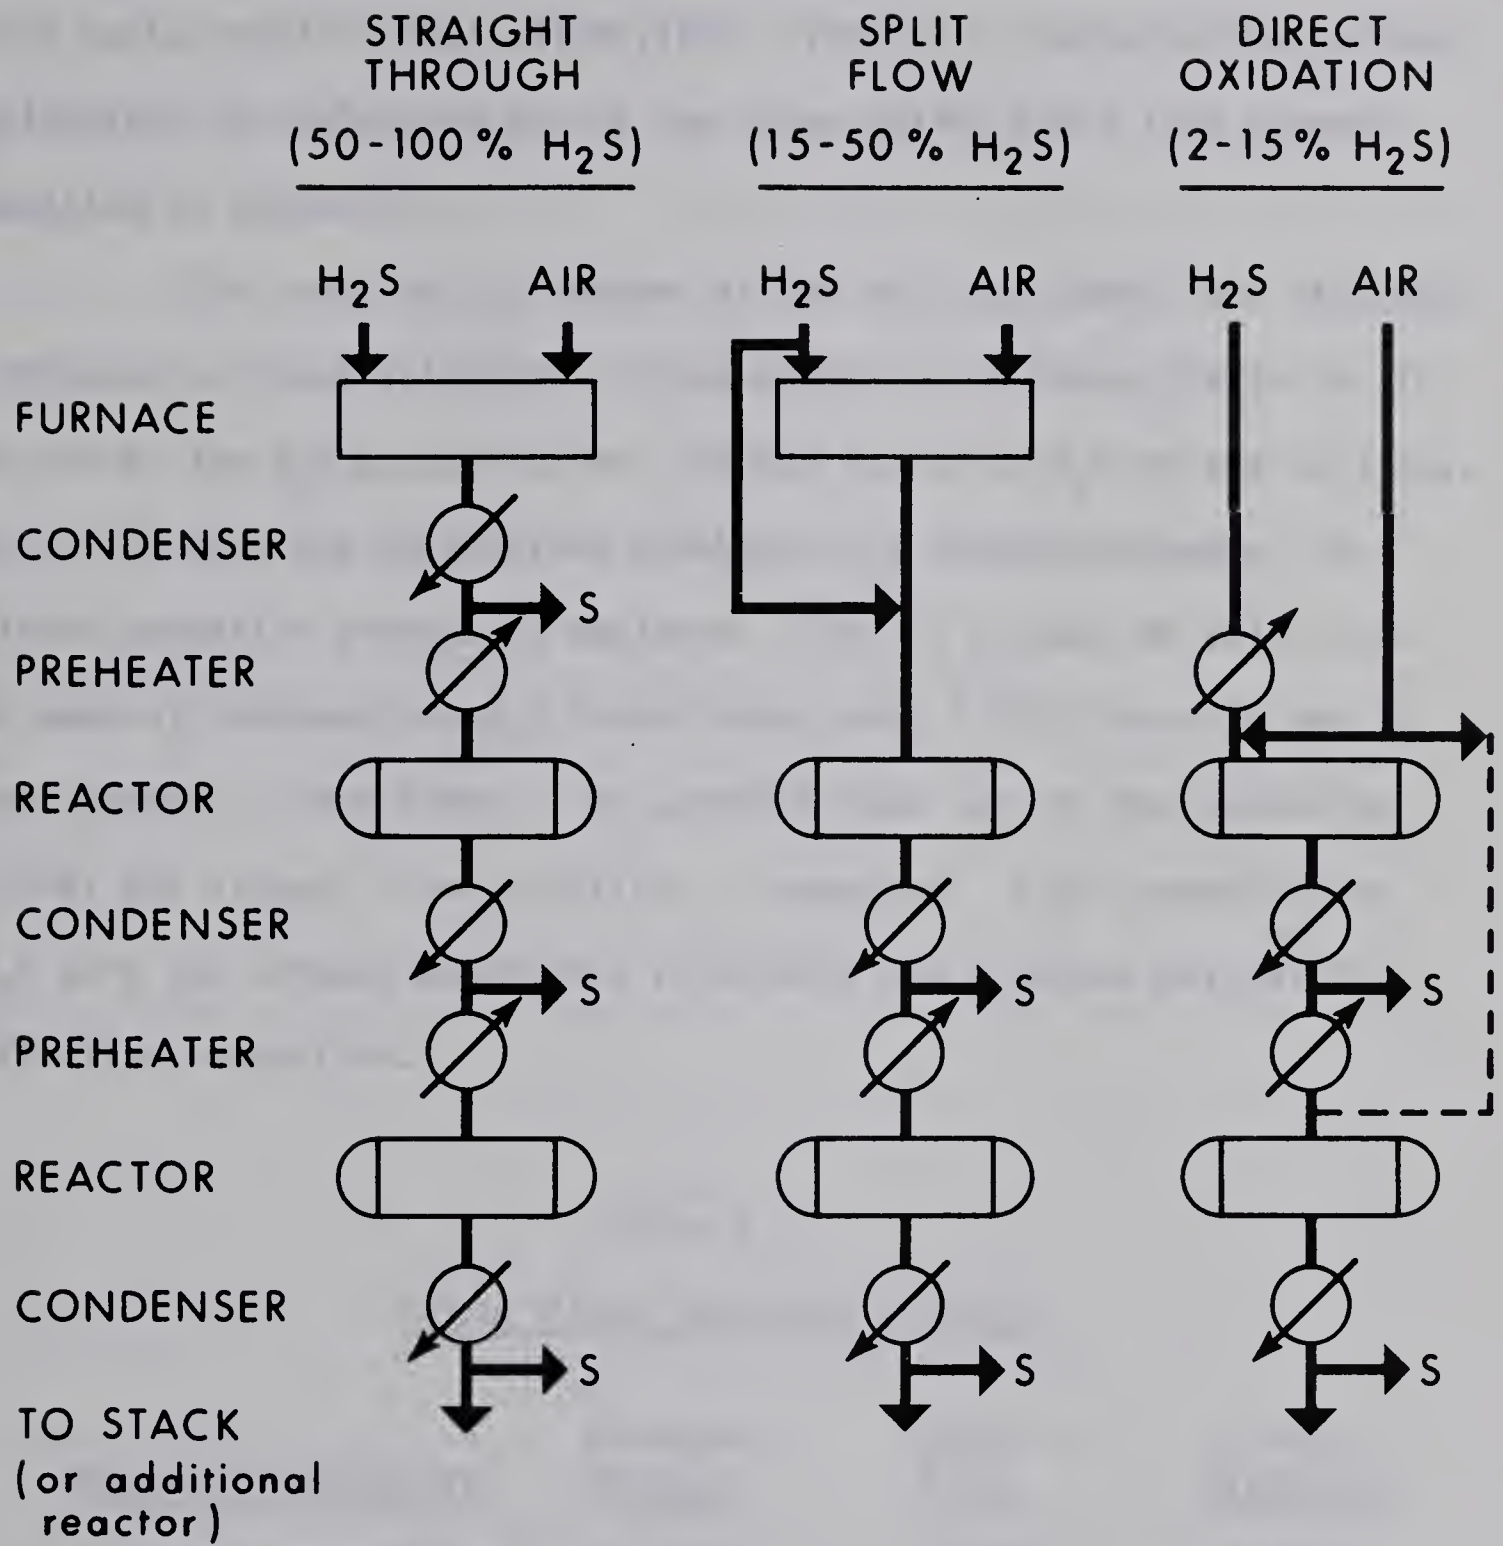 STRAIGHT THROUGH
(50-100% H₂S)
SPLIT FLOW
(15-50% H₂S)
DIRECT OXIDATION
(2-15% H₂S)
H₂S AIR H₂S AIR H₂S AIR
FURNACE
CONDENSER
S
PREHEATER
REACTOR
CONDENSER
S S S
PREHEATER
REACTOR
CONDENSER
S S S
TO STACK
(or additional
reactor)